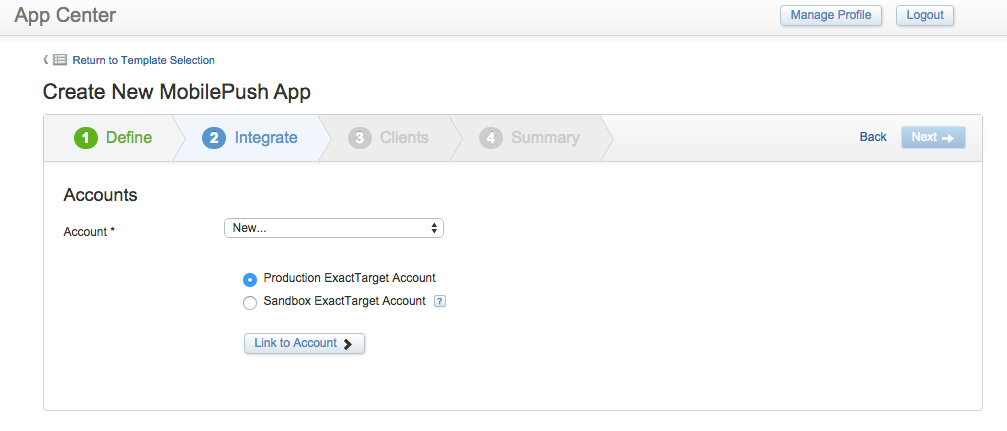 App Center
Manage Profile
Logout
Return to Template Selection
Create New MobilePush App
1 Define
2 Integrate
3 Clients
4 Summary
Back
Next
Accounts
Account *
New...
Production ExactTarget Account
Sandbox ExactTarget Account ?
Link to Account